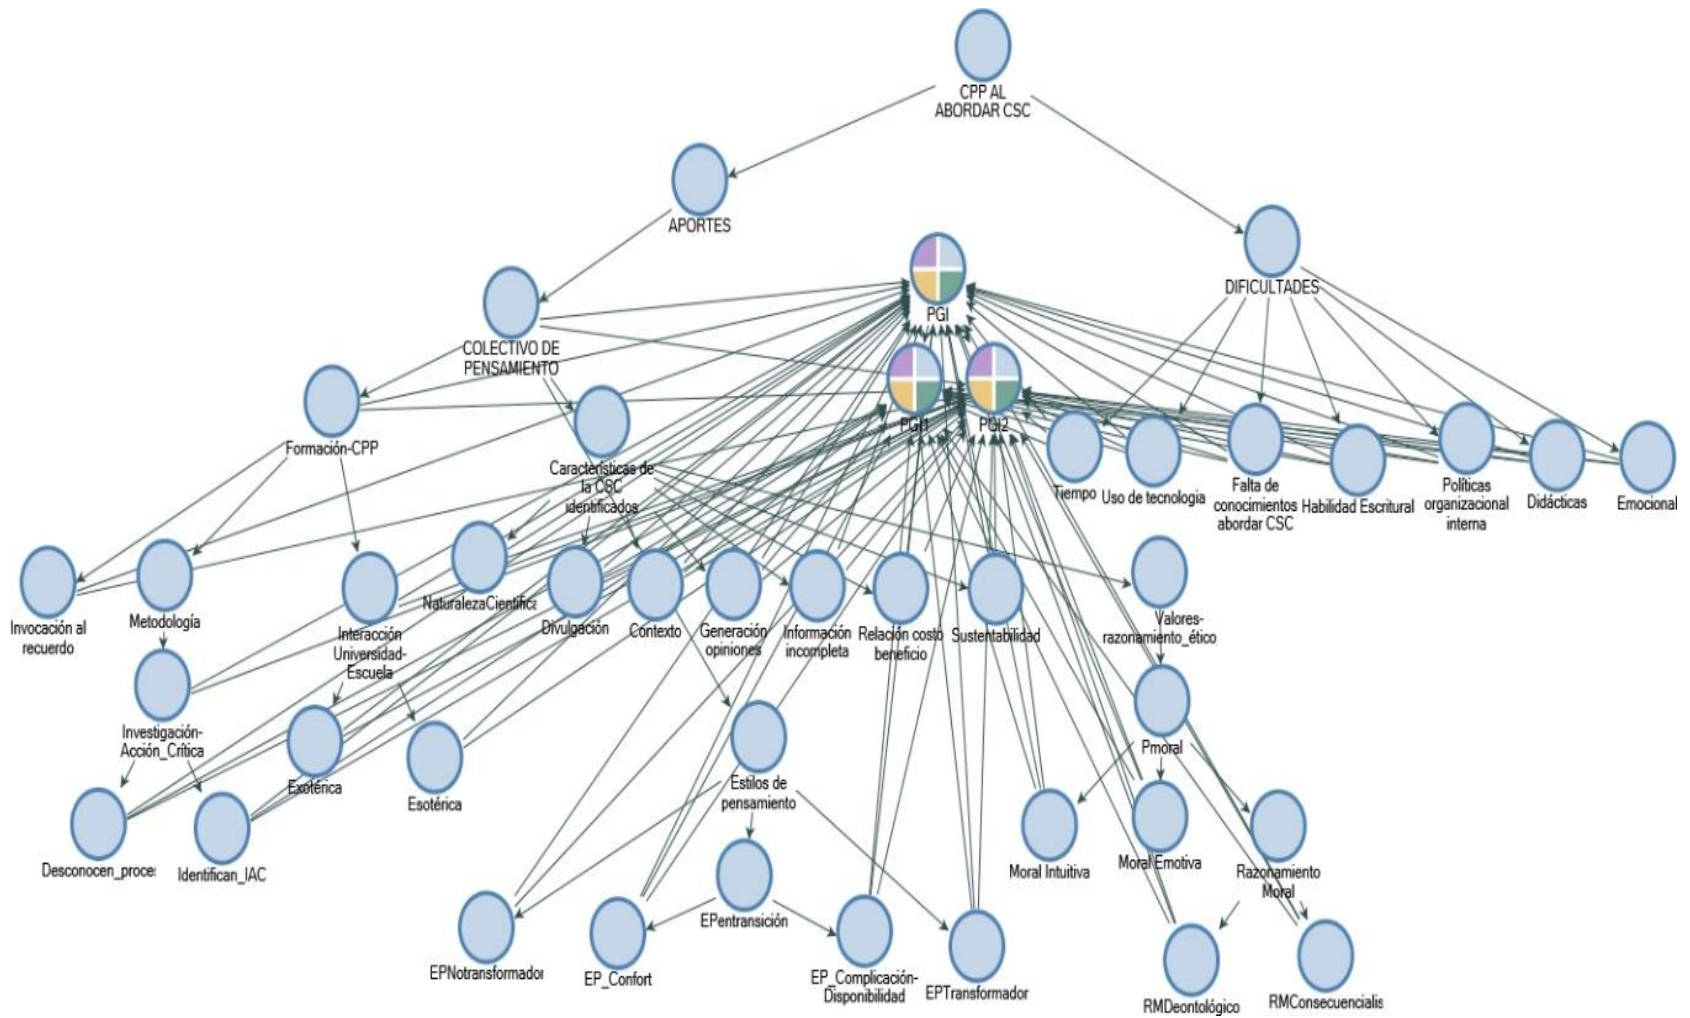 CPP AL
ABORDAR CSC
APORTES
DIFICULTADES
PGI
COLECTIVO DE
PENSAMIENTO
PGI1
PGI2
Formación-CPP
Características de
la CSC
identificados
Tiempo
Uso de tecnologia
Falta de
conocimientos
abordar CSC
Habilidad Escritural
Políticas
organizacional
interna
Didácticas
Emocional
Invocación al
recuerdo
Metodología
Interacción
Universidad-
Escuela
NaturalezaCientífica
Divulgación
Contexto
Generación
opiniones
Información
incompleta
Relación costo
beneficio
Sustentabilidad
Valores-
razonamiento_ético
Investigación-
Acción_Crítica
Exotérica
Esotérica
Estilos de
pensamiento
Pmoral
Desconocen_proce
Identifican_IAC
Moral Intuitiva
Moral Emotiva
Razonamiento
Moral
EPentransición
EPNotransformador
EP_Confort
EP_Complicación-
Disponibilidad
EPTransformador
RMDeontológico
RMConsecuencialis